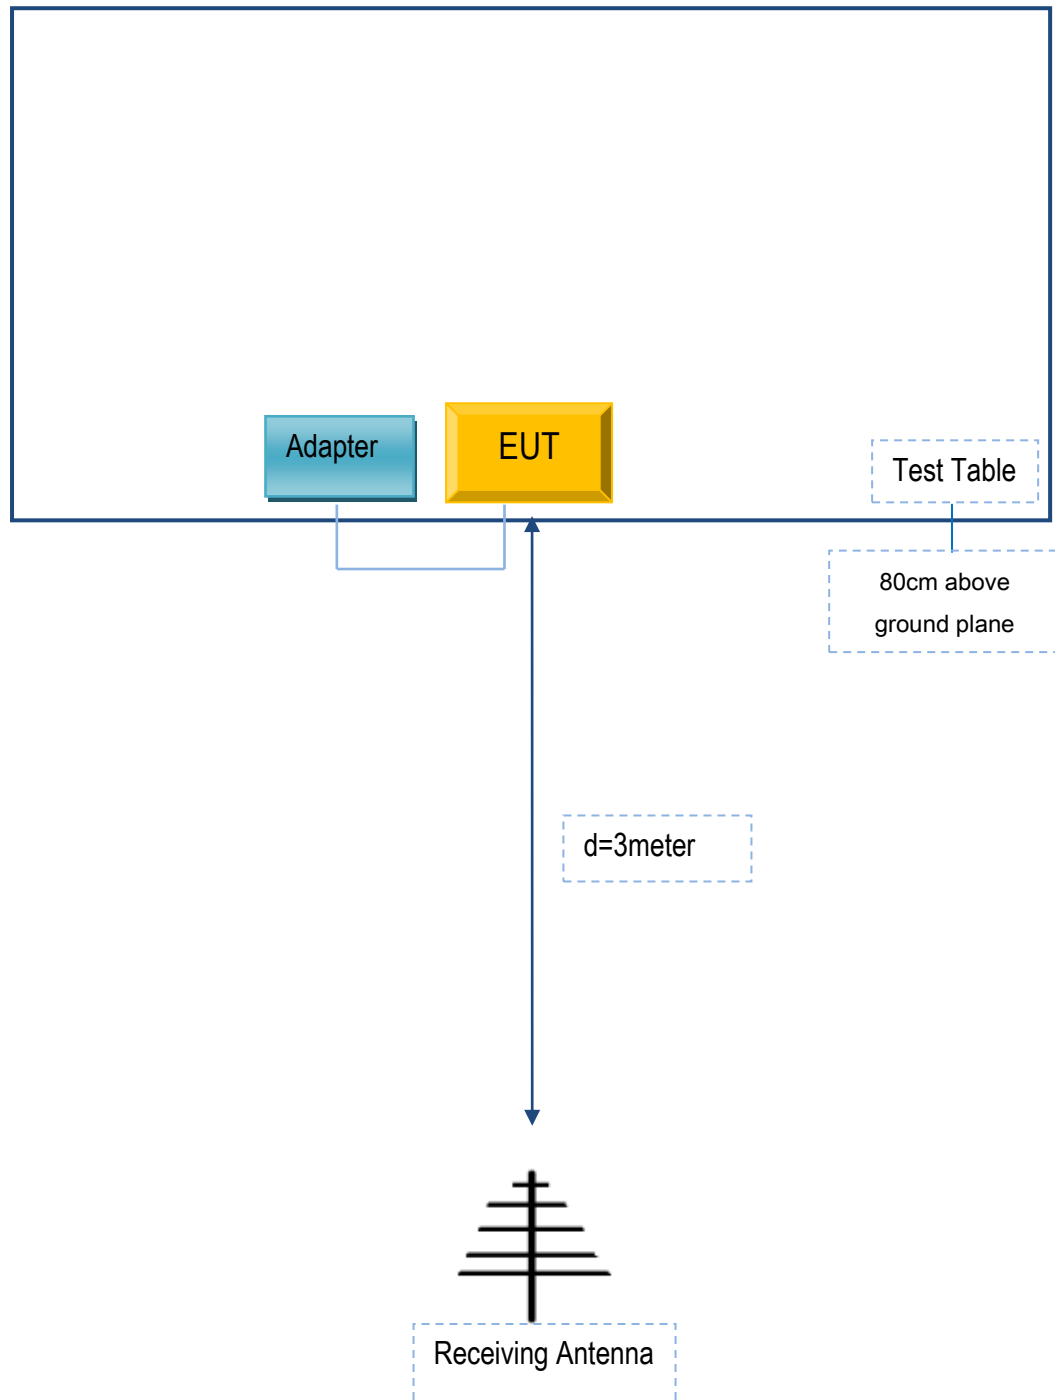 Adapter
EUT
Test Table
80cm above
ground plane
d=3meter
Receiving Antenna